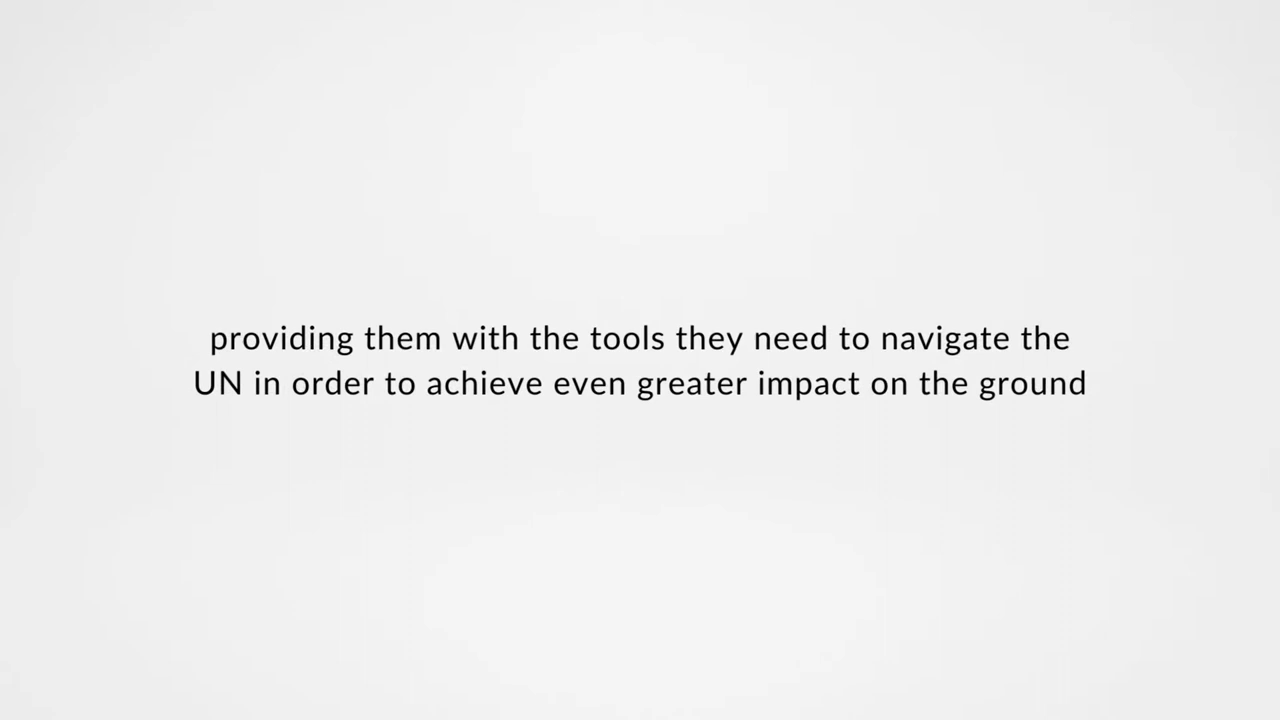 providing them with the tools they need to navigate the
UN in order to achieve even greater impact on the ground